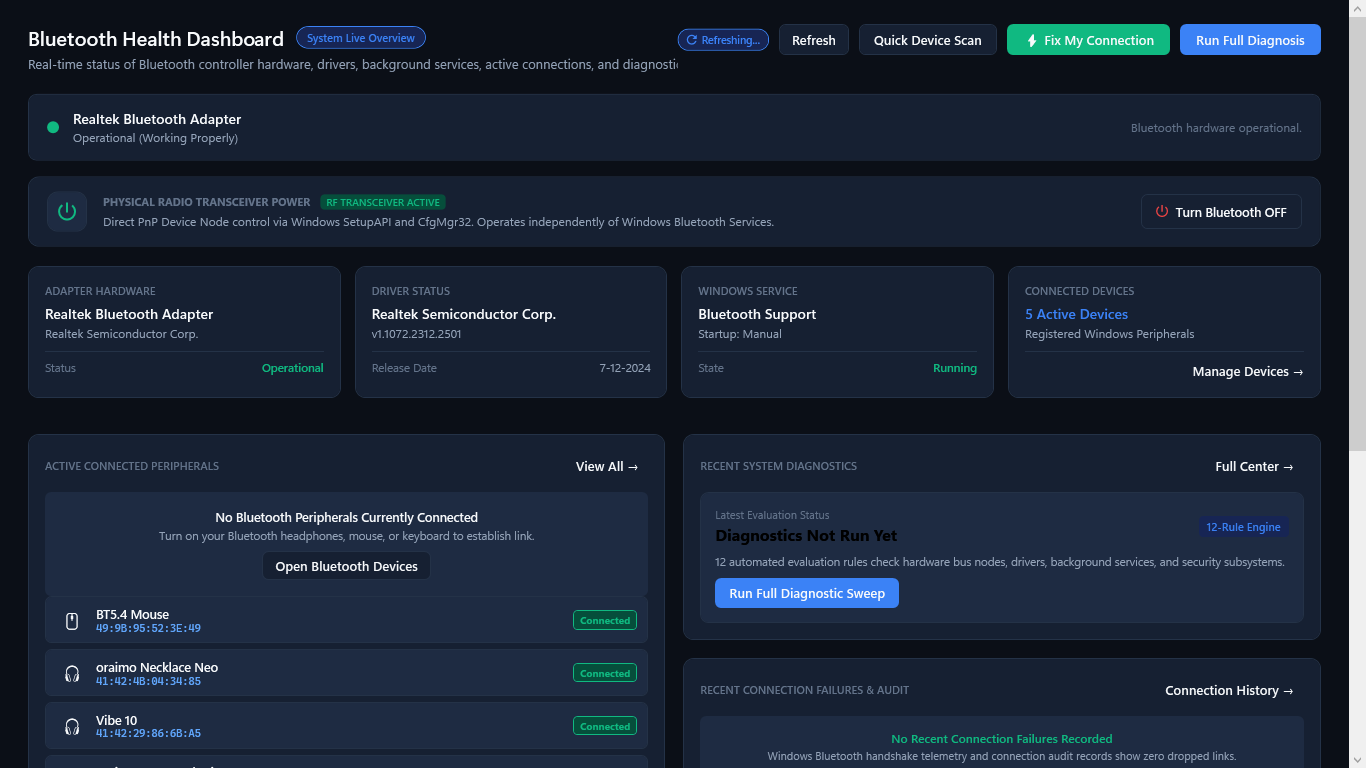 Bluetooth Health Dashboard
System Live Overview
Refreshing...
Refresh
Quick Device Scan
Fix My Connection
Run Full Diagnosis
Real-time status of Bluetooth controller hardware, drivers, background services, active connections, and
Realtek Bluetooth Adapter
Operational (Working Properly)
Bluetooth hardware operational.
PHYSICAL RADIO TRANSCEIVER POWER
RF TRANSCEIVER ACTIVE
Direct PnP Device Node control via Windows SetupAPI and CfgMgr32. Operates independently of Windows Bluetooth Services.
Turn Bluetooth OFF
ADAPTER HARDWARE
Realtek Bluetooth Adapter
Realtek Semiconductor Corp.
Status
Operational
DRIVER STATUS
Realtek Semiconductor Corp.
v1.1072.2312.2501
Release Date
7-12-2024
WINDOWS SERVICE
Bluetooth Support
Startup: Manual
State
Running
CONNECTED DEVICES
5 Active Devices
Registered Windows Peripherals
Manage Devices →
ACTIVE CONNECTED PERIPHERALS
View All →
No Bluetooth Peripherals Currently Connected
Turn on your Bluetooth headphones, mouse, or keyboard to establish link.
Open Bluetooth Devices
BT5.4 Mouse
49:9B:95:52:3E:49
Connected
oraimo Necklace Neo
41:42:4B:04:34:85
Connected
Vibe 10
41:42:29:86:6B:A5
Connected
RECENT SYSTEM DIAGNOSTICS
Full Center →
Latest Evaluation Status
Diagnostics Not Run Yet
12-Rule Engine
12 automated evaluation rules check hardware bus nodes, drivers, background services, and security subsystems.
Run Full Diagnostic Sweep
RECENT CONNECTION FAILURES & AUDIT
Connection History →
No Recent Connection Failures Recorded
Windows Bluetooth handshake telemetry and connection audit records show zero dropped links.